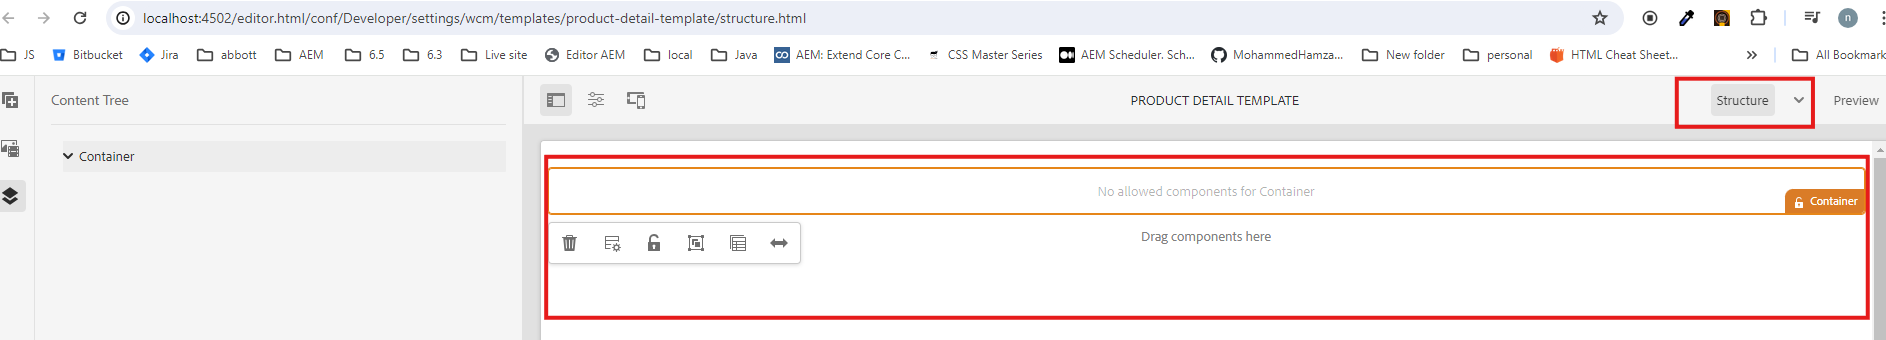 localhost:4502/editor.html/conf/Developer/settings/wcm/templates/product-detail-template/structure.html
n
JS Bitbucket Jira abbott AEM 6.5 6.3 Live site Editor AEM local Java AEM: Extend Core C... CSS Master Series AEM Scheduler. Sch... MohammedHamza... New folder personal HTML Cheat Sheet... » All Bookmark
Content Tree
PRODUCT DETAIL TEMPLATE
Structure
Preview
Container
No allowed components for Container
Container
Drag components here